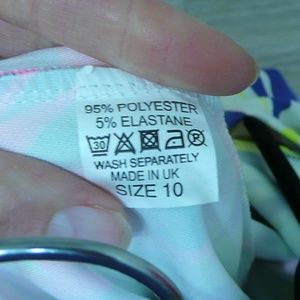 95% POLYESTER
5% ELASTANE
30
WASH SEPARATELY
MADE IN UK
SIZE 10